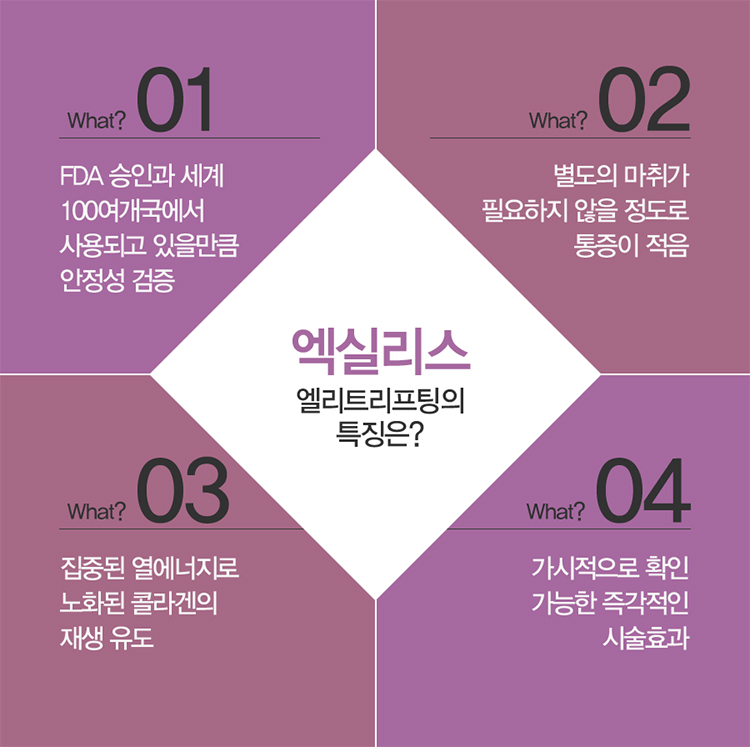 What? 01
FDA 승인과 세계
100여개국에서
사용되고 있을만큼
안정성 검증
What? 02
별도의 마취가
필요하지 않을 정도로
통증이 적음
엑실리스
엘리트리프팅의
특징은?
What? 03
집중된 열에너지로
노화된 콜라겐의
재생 유도
What? 04
가시적으로 확인
가능한 즉각적인
시술효과